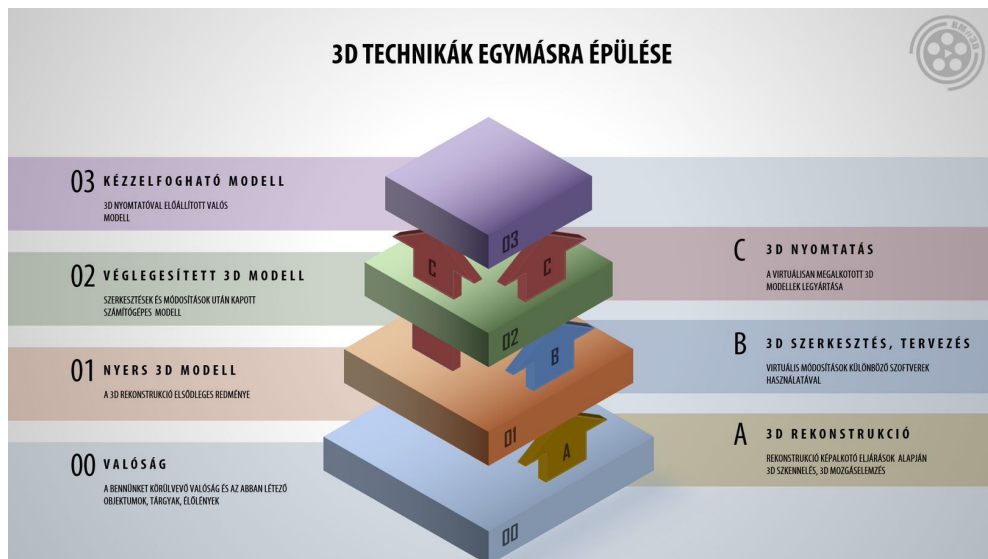 BMe3D
3D TECHNIKÁK EGYMÁSRA ÉPÜLÉSE
03 KÉZZELFOGHATÓ MODELL
3D NYOMTATÓVAL ELŐÁLLÍTOTT VALÓS
MODELL
02 VÉGLEGESÍTETT 3D MODELL
SZERKESZTÉSEK ÉS MÓDOSÍTÁSOK UTÁN KAPOTT
SZÁMÍTÓGÉPES MODELL
01 NYERS 3D MODELL
A 3D REKONSTRUKCIÓ ELSŐDLEGES REDMÉNYE
00 VALÓSÁG
A BENNÜNKET KÖRÜLVEVŐ VALÓSÁG ÉS AZ ABBAN LÉTEZŐ
OBJEKTUMOK, TÁRGYAK, ÉLŐLÉNYEK
03
C C
02
B
01
A
00
C 3D NYOMTATÁS
A VIRTUÁLISAN MEGALKOTOTT 3D
MODELLEK LEGYÁRTÁSA
B 3D SZERKESZTÉS, TERVEZÉS
VIRTUÁLIS MÓDOSÍTÁSOK KÜLÖNBÖZŐ SZOFTVEREK
HASZNÁLATÁVAL
A 3D REKONSTRUKCIÓ
REKONSTRUKCIÓ KÉPALKOTÓ ELJÁRÁSOK ALAPJÁN
3D SZKENNELÉS, 3D MOZGÁSELEMZÉS